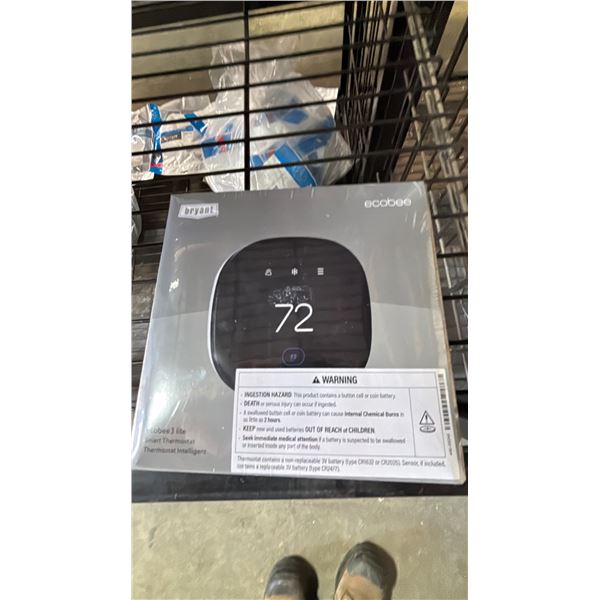 bryant
ecobee
72
WARNING
• INGESTION HAZARD: This product contains a button cell or coin battery.
• DEATH or serious injury can occur if ingested.
• A swallowed button cell or coin battery can cause Internal Chemical Burns in
as little as 2 hours.
• KEEP new and used batteries OUT OF REACH of CHILDREN.
• Seek immediate medical attention if a battery is suspected to be swallowed
or inserted inside any part of the body.
Thermostat contains a non-replaceable 3V battery (type CR1632 or CR2025). Sensor, if included,
contains a replaceable 3V battery (type CR2477).
ecobee3 lite
Smart Thermostat
Thermostat Intelligent